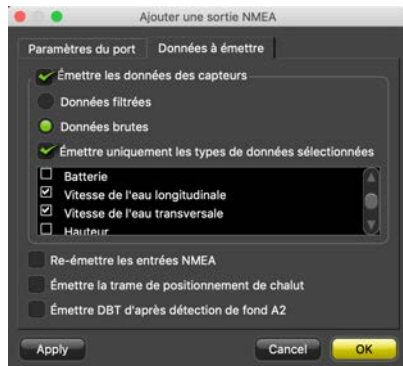 Ajouter une sortie NMEA
Paramètres du port Données à émettre
Émettre les données des capteurs
Données filtrées
Données brutes
Émettre uniquement les types de données sélectionnées
Batterie
Vitesse de l'eau longitudinale
Vitesse de l'eau transversale
Hauteur
Re-émettre les entrées NMEA
Émettre la trame de positionnement de chalut
Émettre DBT d'après détection de fond A2
Apply Cancel OK